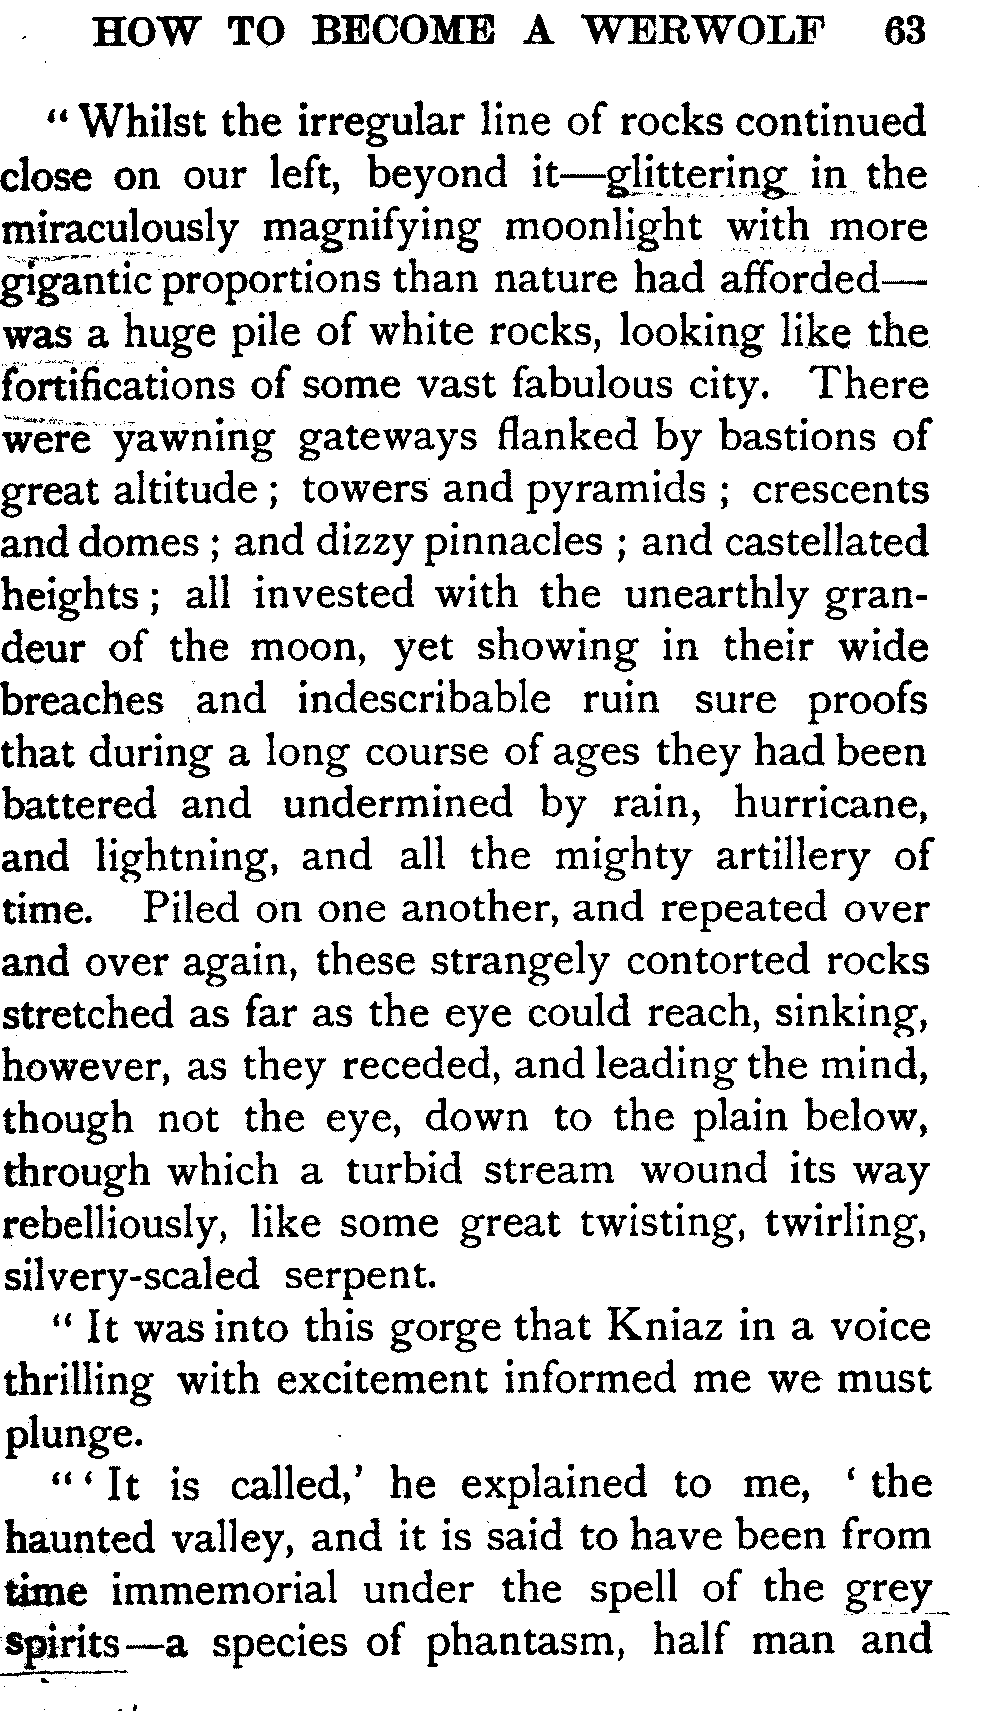 HOW TO BECOME A WERWOLF 63
“Whilst the irregular line of rocks continued
close on our left, beyond it—glittering in the
miraculously magnifying moonlight with more
gigantic proportions than nature had afforded—
was a huge pile of white rocks, looking like the
fortifications of some vast fabulous city. There
were yawning gateways flanked by bastions of
great altitude; towers and pyramids; crescents
and domes; and dizzy pinnacles; and castellated
heights; all invested with the unearthly gran-
deur of the moon, yet showing in their wide
breaches and indescribable ruin sure proofs
that during a long course of ages they had been
battered and undermined by rain, hurricane,
and lightning, and all the mighty artillery of
time. Piled on one another, and repeated over
and over again, these strangely contorted rocks
stretched as far as the eye could reach, sinking,
however, as they receded, and leading the mind,
though not the eye, down to the plain below,
through which a turbid stream wound its way
rebelliously, like some great twisting, twirling,
silvery-scaled serpent.
“It was into this gorge that Kniaz in a voice
thrilling with excitement informed me we must
plunge.
“‘It is called,’ he explained to me, ‘the
haunted valley, and it is said to have been from
time immemorial under the spell of the grey
spirits—a species of phantasm, half man and